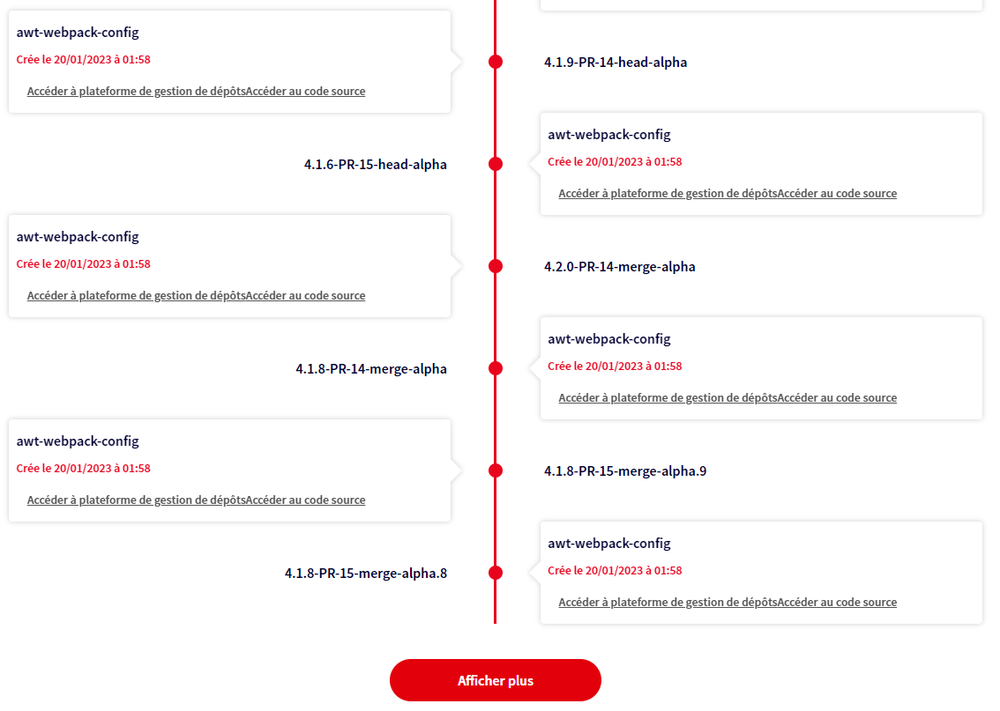 awt-webpack-config
Crée le 20/01/2023 à 01:58
Accéder à plateforme de gestion de dépôtsAccéder au code source
4.1.9-PR-14-head-alpha
4.1.6-PR-15-head-alpha
awt-webpack-config
Crée le 20/01/2023 à 01:58
Accéder à plateforme de gestion de dépôtsAccéder au code source
awt-webpack-config
Crée le 20/01/2023 à 01:58
Accéder à plateforme de gestion de dépôtsAccéder au code source
4.2.0-PR-14-merge-alpha
4.1.8-PR-14-merge-alpha
awt-webpack-config
Crée le 20/01/2023 à 01:58
Accéder à plateforme de gestion de dépôtsAccéder au code source
awt-webpack-config
Crée le 20/01/2023 à 01:58
Accéder à plateforme de gestion de dépôtsAccéder au code source
4.1.8-PR-15-merge-alpha.9
4.1.8-PR-15-merge-alpha.8
awt-webpack-config
Crée le 20/01/2023 à 01:58
Accéder à plateforme de gestion de dépôtsAccéder au code source
Afficher plus